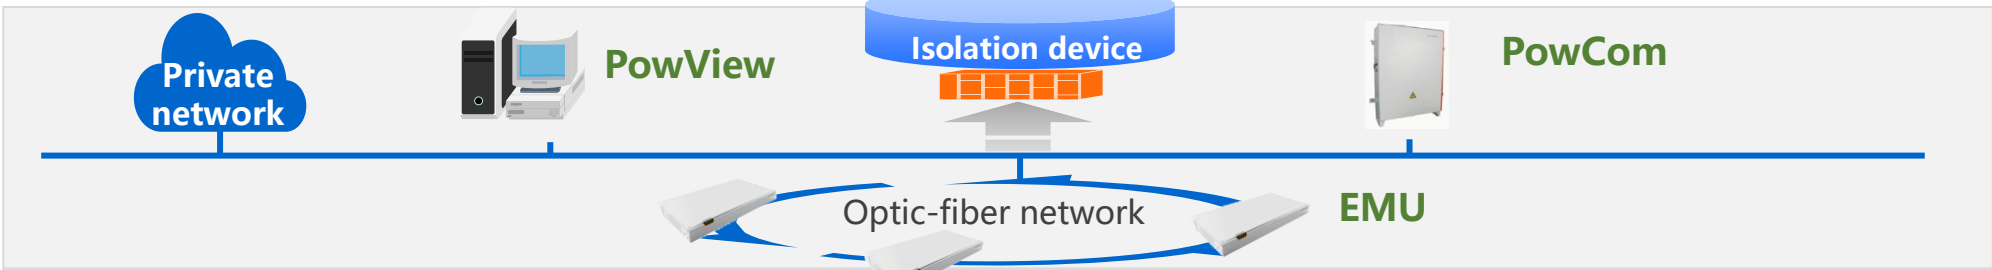 Private
network
PowView
Isolation device
PowCom
Optic-fiber network
EMU